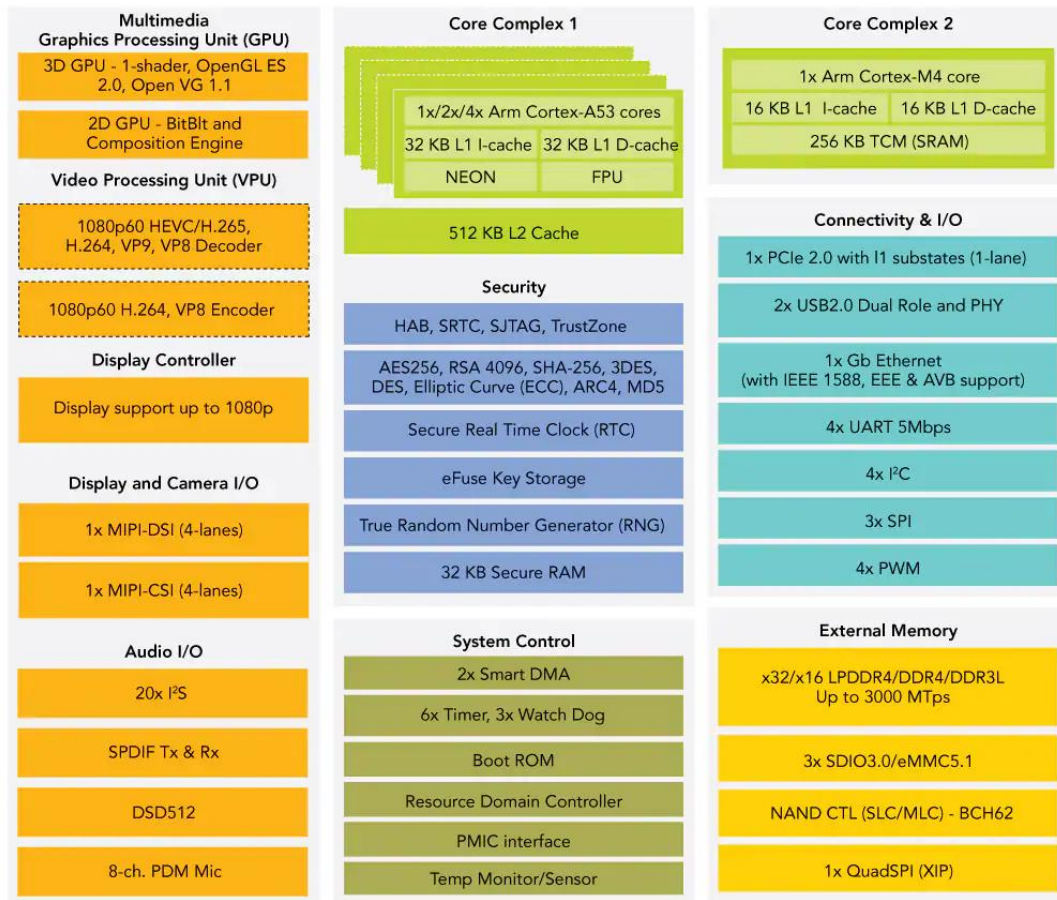 Multimedia
Graphics Processing Unit (GPU)
3D GPU - 1-shader, OpenGL ES
2.0, Open VG 1.1
2D GPU - BitBlt and
Composition Engine
Video Processing Unit (VPU)
1080p60 HEVC/H.265,
H.264, VP9, VP8 Decoder
1080p60 H.264, VP8 Encoder
Display Controller
Display support up to 1080p
Display and Camera I/O
1x MIPI-DSI (4-lanes)
1x MIPI-CSI (4-lanes)
Audio I/O
20x I²S
SPDIF Tx & Rx
DSD512
8-ch. PDM Mic
Core Complex 1
1x/2x/4x Arm Cortex-A53 cores
32 KB L1 I-cache
32 KB L1 D-cache
NEON
FPU
512 KB L2 Cache
Security
HAB, SRTC, SJTAG, TrustZone
AES256, RSA 4096, SHA-256, 3DES,
DES, Elliptic Curve (ECC), ARC4, MD5
Secure Real Time Clock (RTC)
eFuse Key Storage
True Random Number Generator (RNG)
32 KB Secure RAM
System Control
2x Smart DMA
6x Timer, 3x Watch Dog
Boot ROM
Resource Domain Controller
PMIC interface
Temp Monitor/Sensor
Core Complex 2
1x Arm Cortex-M4 core
16 KB L1 I-cache
16 KB L1 D-cache
256 KB TCM (SRAM)
Connectivity & I/O
1x PCIe 2.0 with l1 substates (1-lane)
2x USB2.0 Dual Role and PHY
1x Gb Ethernet
(with IEEE 1588, EEE & AVB support)
4x UART 5Mbps
4x I²C
3x SPI
4x PWM
External Memory
x32/x16 LPDDR4/DDR4/DDR3L
Up to 3000 MTps
3x SDIO3.0/eMMC5.1
NAND CTL (SLC/MLC) - BCH62
1x QuadSPI (XIP)